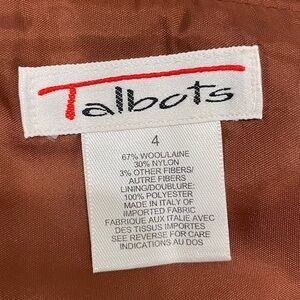 Talbots
4
67% WOOL/LAINE
30% NYLON
3% OTHER FIBERS/
AUTRE FIBERS
LINING/DOUBLURE:
100% POLYESTER
MADE IN ITALY OF
IMPORTED FABRIC
FABRIQUE AUX ITALIE AVEC
DES TISSUS IMPORTES
SEE REVERSE FOR CARE
INDICATIONS AU DOS